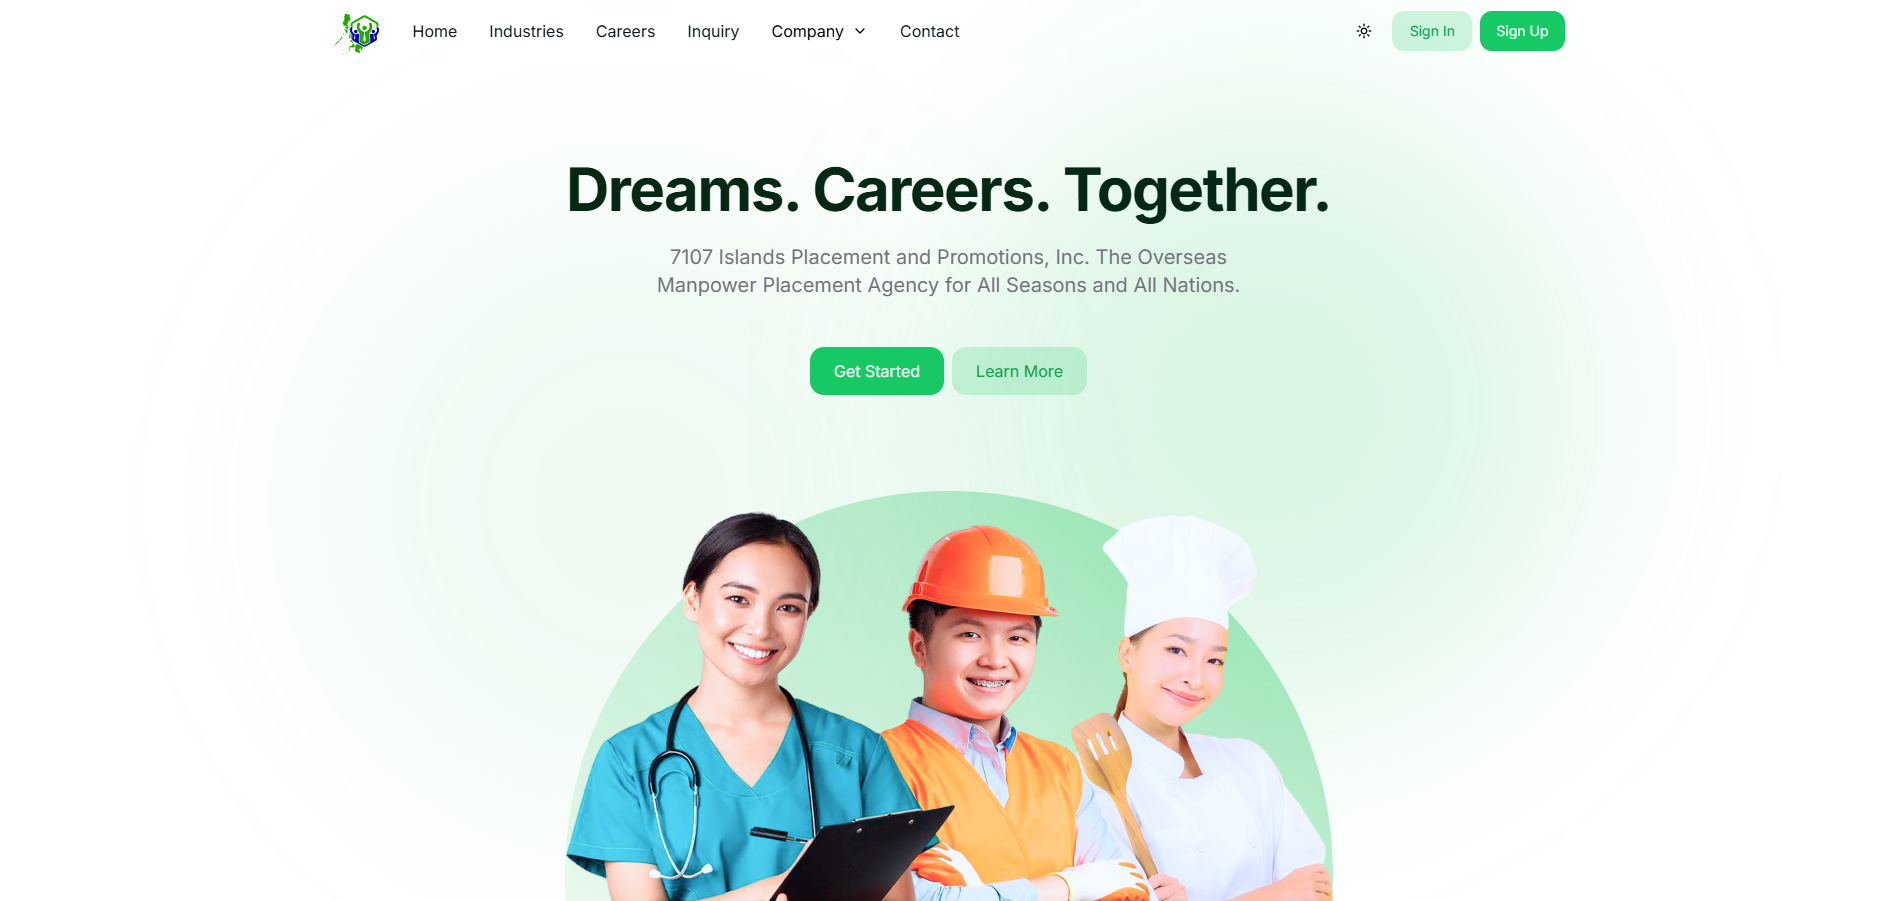 Home Industries Careers Inquiry Company Contact Sign In Sign Up
Dreams. Careers. Together.
7107 Islands Placement and Promotions, Inc. The Overseas
Manpower Placement Agency for All Seasons and All Nations.
Get Started Learn More